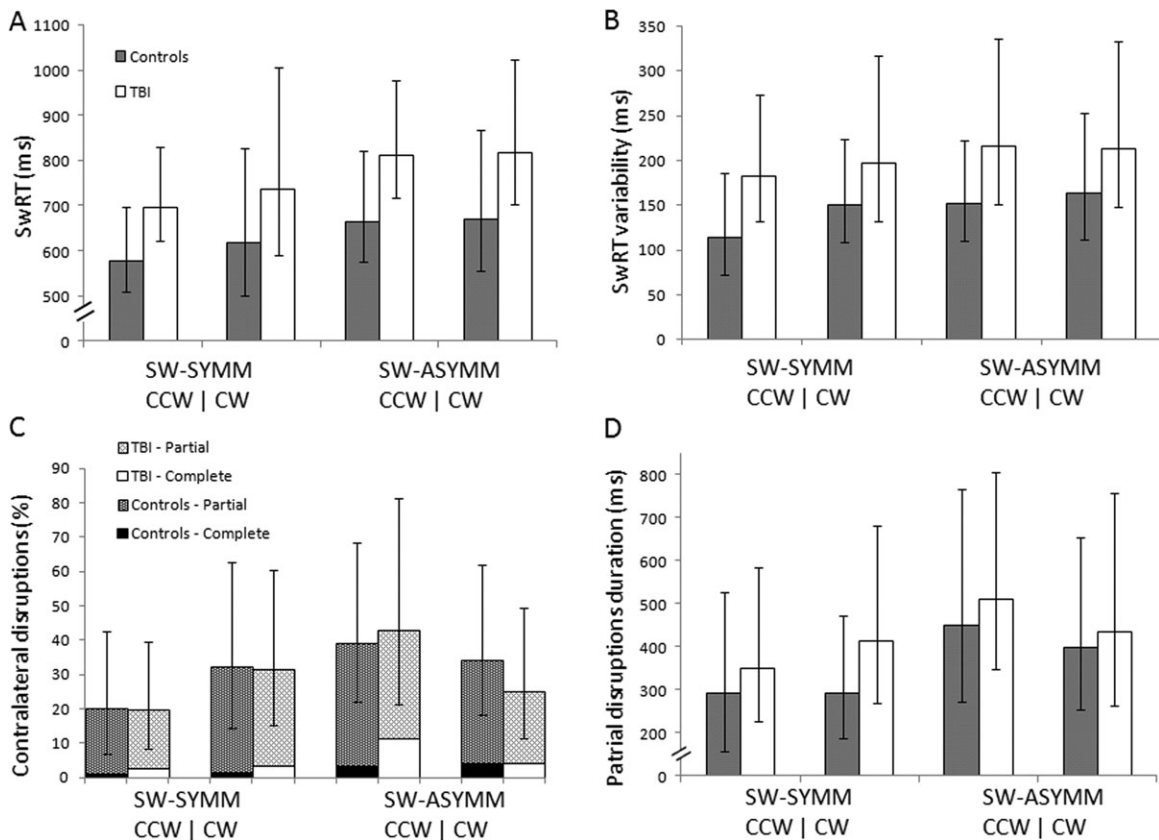 A
1100
1000
900
800
700
600
500
0
SwRT (ms)
Controls
TBI
SW-SYMM
SW-ASYMM
CCW | CW
CCW | CW
B
350
300
250
200
150
100
50
0
SwRT variability (ms)
SW-SYMM
SW-ASYMM
CCW | CW
CCW | CW
C
TBI - Partial
TBI - Complete
Controls - Partial
Controls - Complete
90
80
70
60
50
40
30
20
10
0
Contralateral disruptions (%)
SW-SYMM
SW-ASYMM
CCW | CW
CCW | CW
D
800
700
600
500
400
300
200
0
Patrial disruptions duration (ms)
SW-SYMM
SW-ASYMM
CCW | CW
CCW | CW